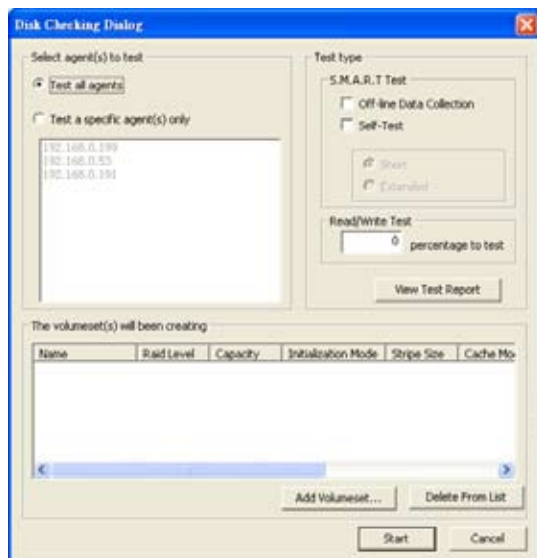 Disk Checking Dialog
Select agent(s) to test
Test all agents
Test a specific agent(s) only
192.168.0.199
192.168.0.53
192.168.0.191
Test type
S.M.A.R.T Test
Off-line Data Collection
Self-Test
Short
Extended
Read/Write Test
0 percentage to test
View Test Report
The volumeset(s) will been creating
Name Raid Level Capacity Initialization Mode Stripe Size Cache Mo
Add Volumeset... Delete From List
Start Cancel